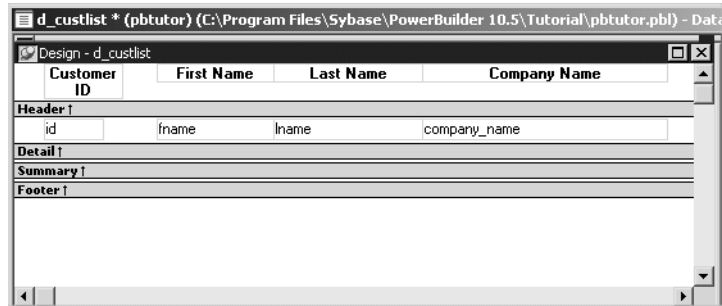 d_custlist * (pbtutor) (C:\Program Files\Sybase\PowerBuilder 10.5\Tutorial\pbtutor.pbl) - Data
Design - d_custlist
Customer ID First Name Last Name Company Name
Header ↑
id fname lname company_name
Detail ↑
Summary ↑
Footer ↑